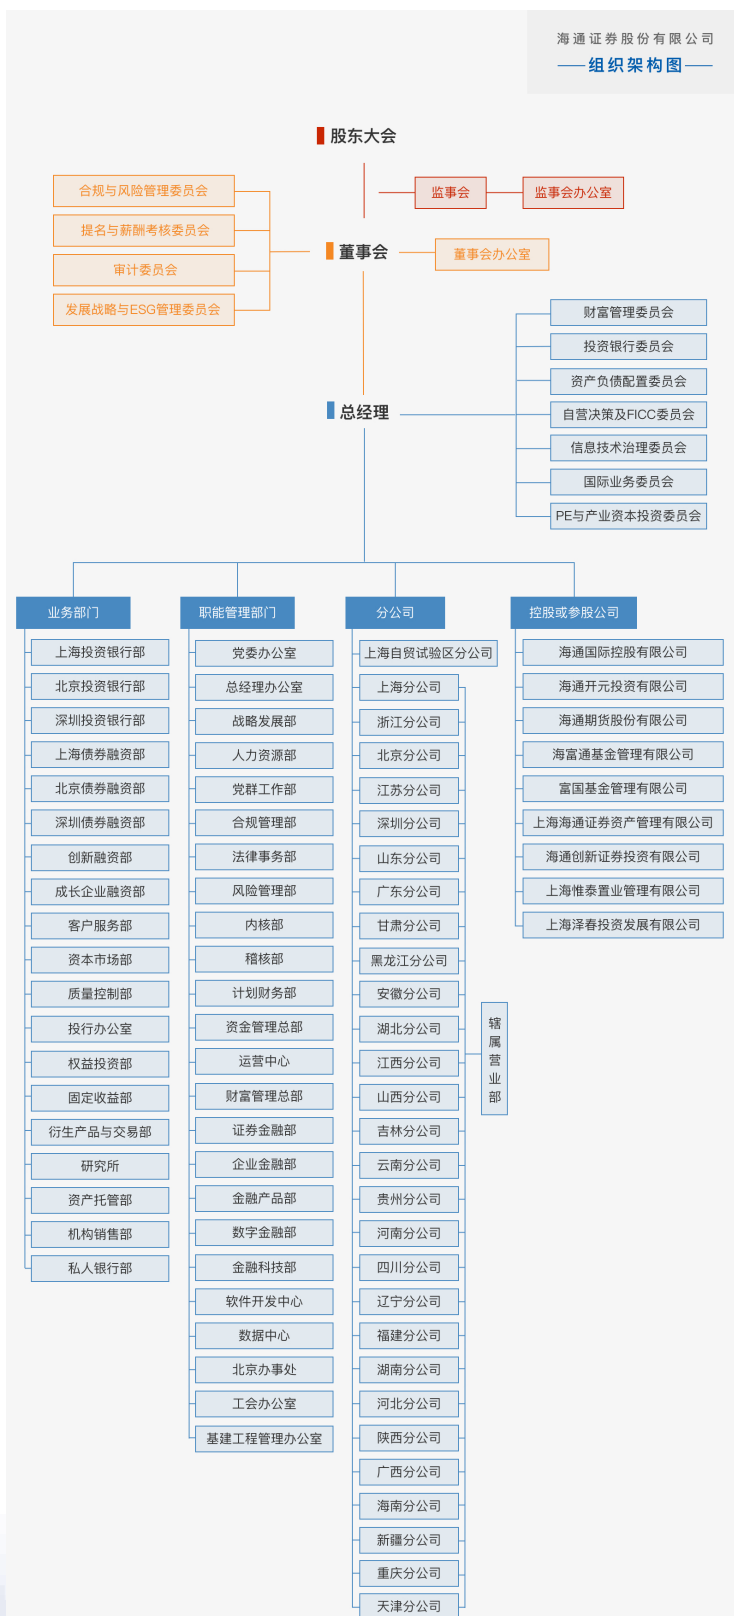 海通证券股份有限公司
组织架构图
股东大会
监事会
监事会办公室
合规与风险管理委员会
提名与薪酬考核委员会
审计委员会
发展战略与ESG管理委员会
董事会
董事会办公室
总经理
财富管理委员会
投资银行委员会
资产负债配置委员会
自营决策及FICC委员会
信息技术治理委员会
国际业务委员会
PE与产业资本投资委员会
业务部门
上海投资银行部
北京投资银行部
深圳投资银行部
上海债券融资部
北京债券融资部
深圳债券融资部
创新融资部
成长企业融资部
客户服务部
资本市场部
质量控制部
投行办公室
权益投资部
固定收益部
衍生产品与交易部
研究所
资产托管部
机构销售部
私人银行部
职能管理部门
党委办公室
总经理办公室
战略发展部
人力资源部
党群工作部
合规管理部
法律事务部
风险管理部
内核部
稽核部
计划财务部
资金管理总部
运营中心
财富管理总部
证券金融部
企业金融部
金融产品部
数字金融部
金融科技部
软件开发中心
数据中心
北京办事处
工会办公室
基建工程管理办公室
分公司
上海自贸试验区分公司
上海分公司
浙江分公司
北京分公司
江苏分公司
深圳分公司
山东分公司
广东分公司
甘肃分公司
黑龙江分公司
安徽分公司
湖北分公司
江西分公司
山西分公司
吉林分公司
云南分公司
贵州分公司
河南分公司
四川分公司
辽宁分公司
福建分公司
湖南分公司
河北分公司
陕西分公司
广西分公司
海南分公司
新疆分公司
重庆分公司
天津分公司
辖属营业部
控股或参股公司
海通国际控股有限公司
海通开元投资有限公司
海通期货股份有限公司
海富通基金管理有限公司
富国基金管理有限公司
上海海通证券资产管理有限公司
海通创新证券投资有限公司
上海惟泰置业管理有限公司
上海泽春投资发展有限公司